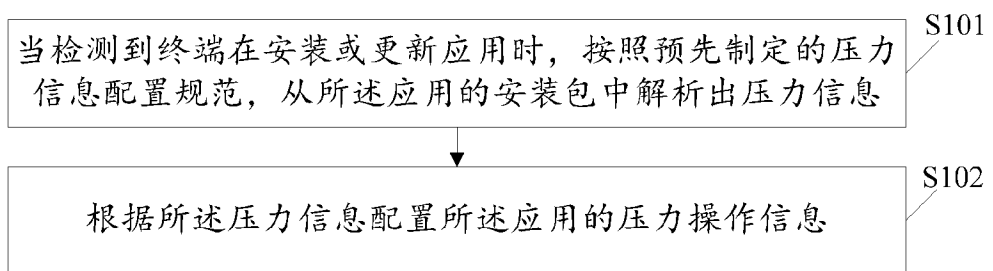 S101
当检测到终端在安装或更新应用时，按照预先制定的压力
信息配置规范，从所述应用的安装包中解析出压力信息
S102
根据所述压力信息配置所述应用的压力操作信息